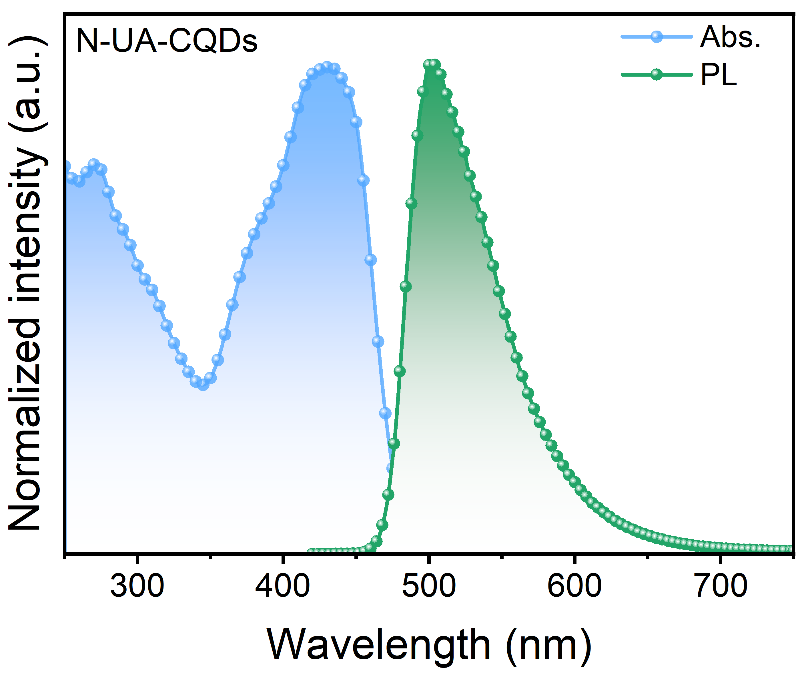 N-UA-CQDs
Abs.
PL
Normalized intensity (a.u.)
300 400 500 600 700
Wavelength (nm)